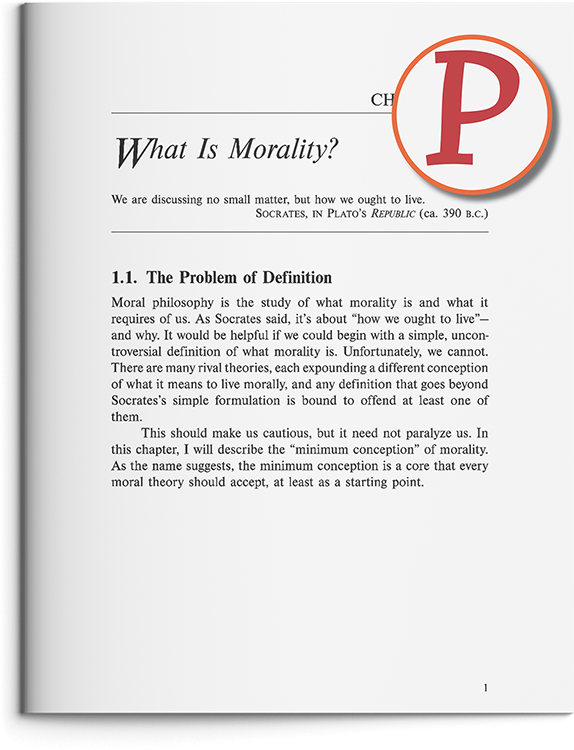 P
CH
What Is Morality?
We are discussing no small matter, but how we ought to live.
SOCRATES, IN PLATO'S REPUBLIC (ca. 390 B.C.)
1.1. The Problem of Definition
Moral philosophy is the study of what morality is and what it
requires of us. As Socrates said, it's about “how we ought to live”—
and why. It would be helpful if we could begin with a simple, uncon-
troversial definition of what morality is. Unfortunately, we cannot.
There are many rival theories, each expounding a different conception
of what it means to live morally, and any definition that goes beyond
Socrates's simple formulation is bound to offend at least one of
them.
This should make us cautious, but it need not paralyze us. In
this chapter, I will describe the “minimum conception” of morality.
As the name suggests, the minimum conception is a core that every
moral theory should accept, at least as a starting point.
1